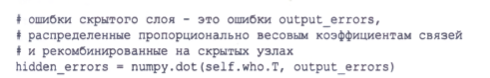 # ошибки скрытого слоя - это ошибки output_errors,
# распределенные пропорционально весовым коэффициентам связей
# и рекомбинированные на скрытых узлах
hidden_errors = numpy.dot(self.who.T, output_errors)